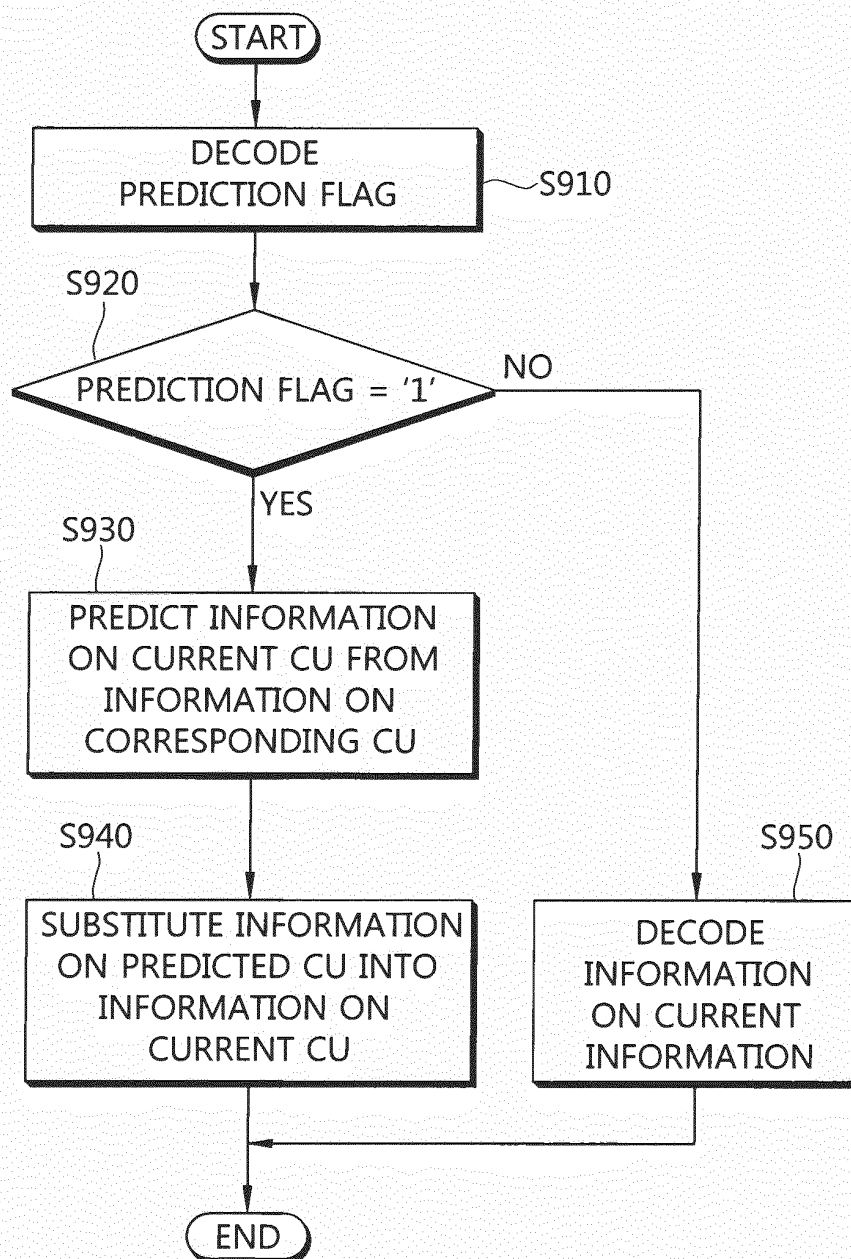 START
DECODE
PREDICTION FLAG
S910
S920
PREDICTION FLAG = '1'
NO
YES
S930
PREDICT INFORMATION
ON CURRENT CU FROM
INFORMATION ON
CORRESPONDING CU
S940
SUBSTITUTE INFORMATION
ON PREDICTED CU INTO
INFORMATION ON
CURRENT CU
S950
DECODE
INFORMATION
ON CURRENT
INFORMATION
END